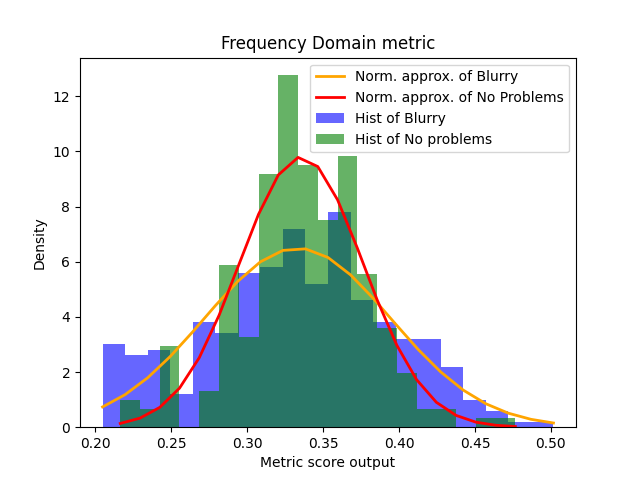 Frequency Domain metric
Norm. approx. of Blurry
Norm. approx. of No Problems
Hist of Blurry
Hist of No problems
Density
12
10
8
6
4
2
0
0.20 0.25 0.30 0.35 0.40 0.45 0.50
Metric score output